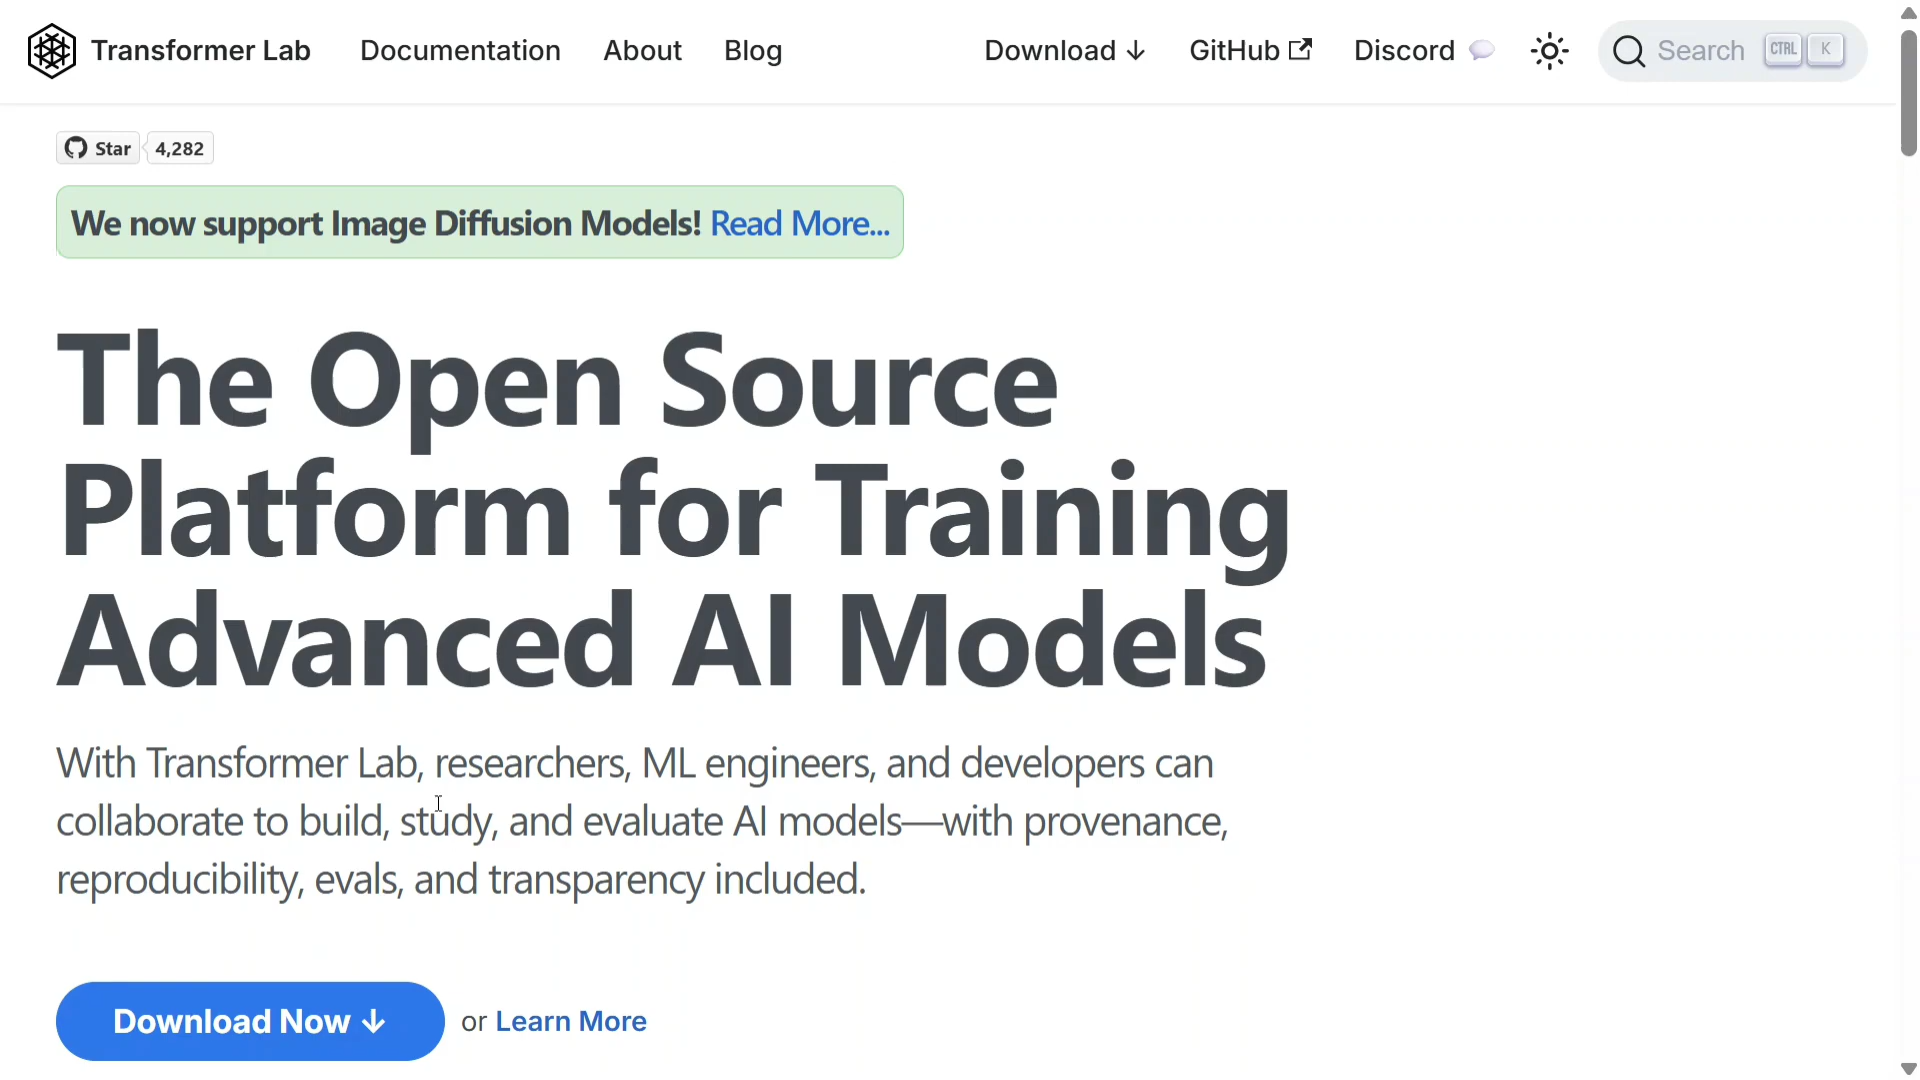 Transformer Lab Documentation About Blog Download ↓ GitHub Discord Search CTRL K
Star 4,282
We now support Image Diffusion Models! Read More...
The Open Source
Platform for Training
Advanced AI Models
With Transformer Lab, researchers, ML engineers, and developers can
collaborate to build, study, and evaluate AI models—with provenance,
reproducibility, evals, and transparency included.
Download Now ↓ or Learn More